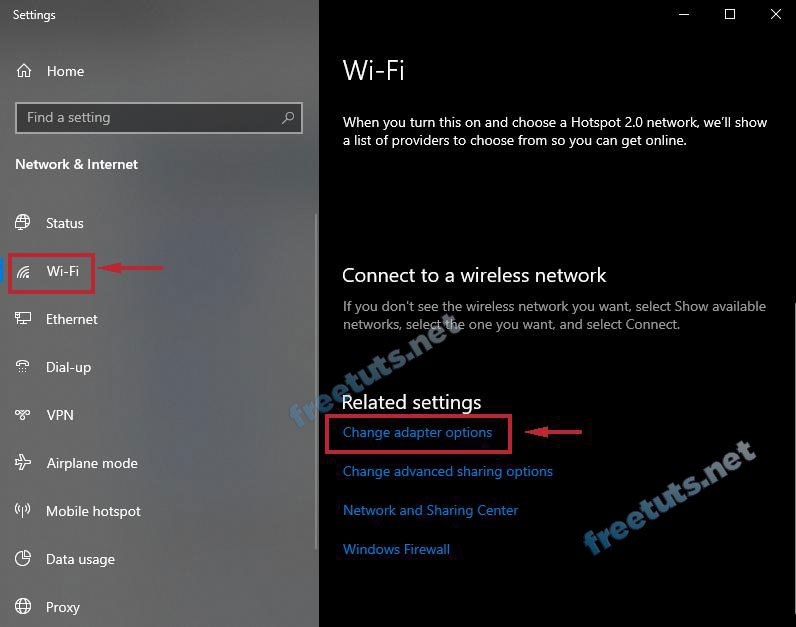 Settings
Home
Find a setting
Network & Internet
Status
Wi-Fi
Ethernet
Dial-up
VPN
Airplane mode
Mobile hotspot
Data usage
Proxy
Wi-Fi
When you turn this on and choose a Hotspot 2.0 network, we'll show
a list of providers to choose from so you can get online.
Connect to a wireless network
If you don't see the wireless network you want, select Show available
networks, select the one you want, and select Connect.
freetuts.net
Related settings
Change adapter options
Change advanced sharing options
Network and Sharing Center
Windows Firewall
freetuts.net